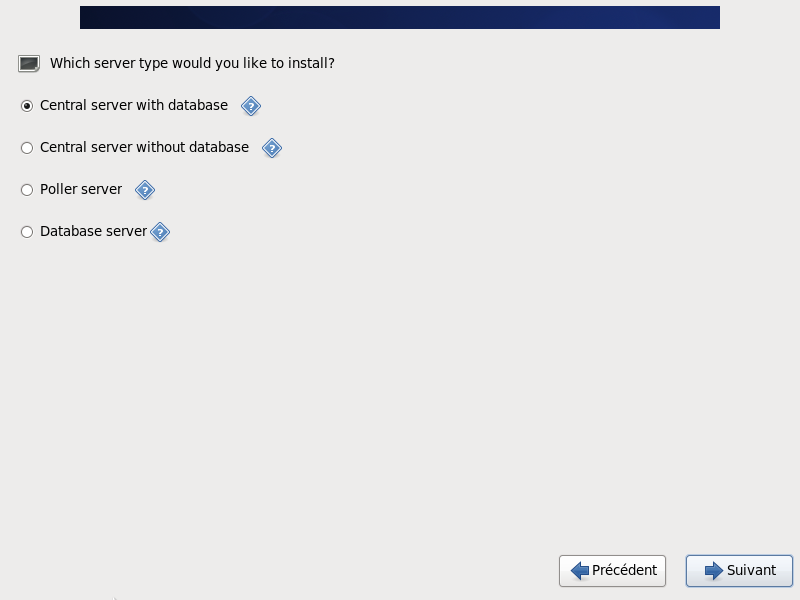 Which server type would you like to install?
Central server with database
Central server without database
Poller server
Database server
Précédent
Suivant